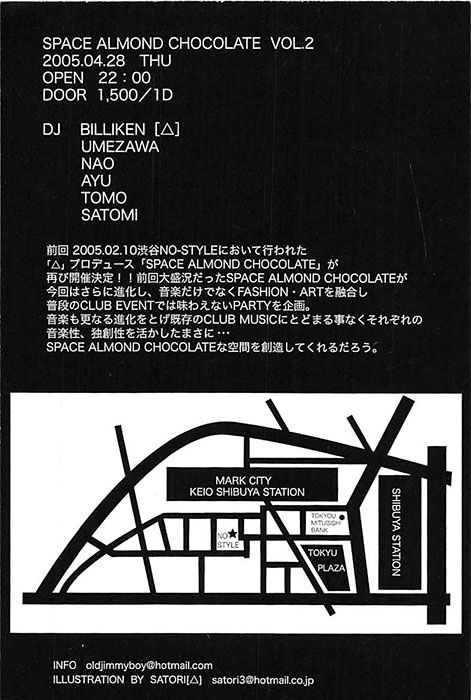 SPACE ALMOND CHOCOLATE VOL.2
2005.04.28 THU
OPEN 22：00
DOOR 1,500／1D
DJ BILLIKEN [△]
UMEZAWA
NAO
AYU
TOMO
SATOMI
前回 2005.02.10渋谷NO-STYLEにおいて行われた
「△」プロデュース「SPACE ALMOND CHOCOLATE」が
再び開催決定！！前回大盛況だったSPACE ALMOND CHOCOLATEが
今回はさらに進化し、音楽だけでなくFASHION・ARTを融合し
普段のCLUB EVENTでは味わえないPARTYを企画。
音楽も更なる進化をとげ既存のCLUB MUSICにとどまる事なくそれぞれの
音楽性、独創性を活かしたまさに・・・
SPACE ALMOND CHOCOLATEな空間を創造してくれるだろう。
MARK CITY
KEIO SHIBUYA STATION
SHIBUYA STATION
TOKYOU
MITUBISHI
BANK
NO
STYLE
TOKYU
PLAZA
INFO oldjimmyboy@hotmail.com
ILLUSTRATION BY SATORI[△] satori3@hotmail.co.jp